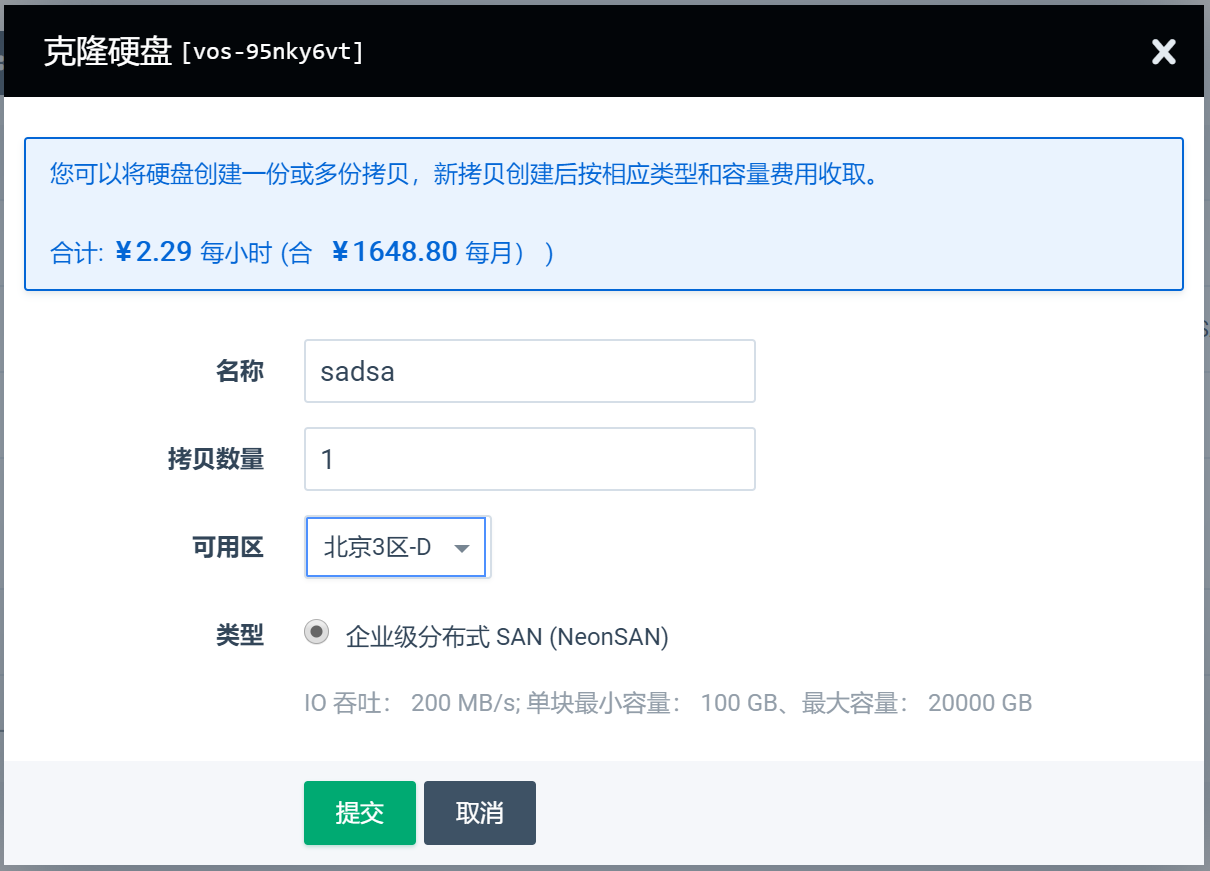 克隆硬盘 [vos-95nky6vt]
您可以将硬盘创建一份或多份拷贝，新拷贝创建后按相应类型和容量费用收取。
合计: ¥2.29 每小时 (合 ¥1648.80 每月） )
名称 sadsa
拷贝数量 1
可用区 北京3区-D
类型 企业级分布式 SAN (NeonSAN)
IO 吞吐： 200 MB/s; 单块最小容量： 100 GB、最大容量： 20000 GB
提交 取消